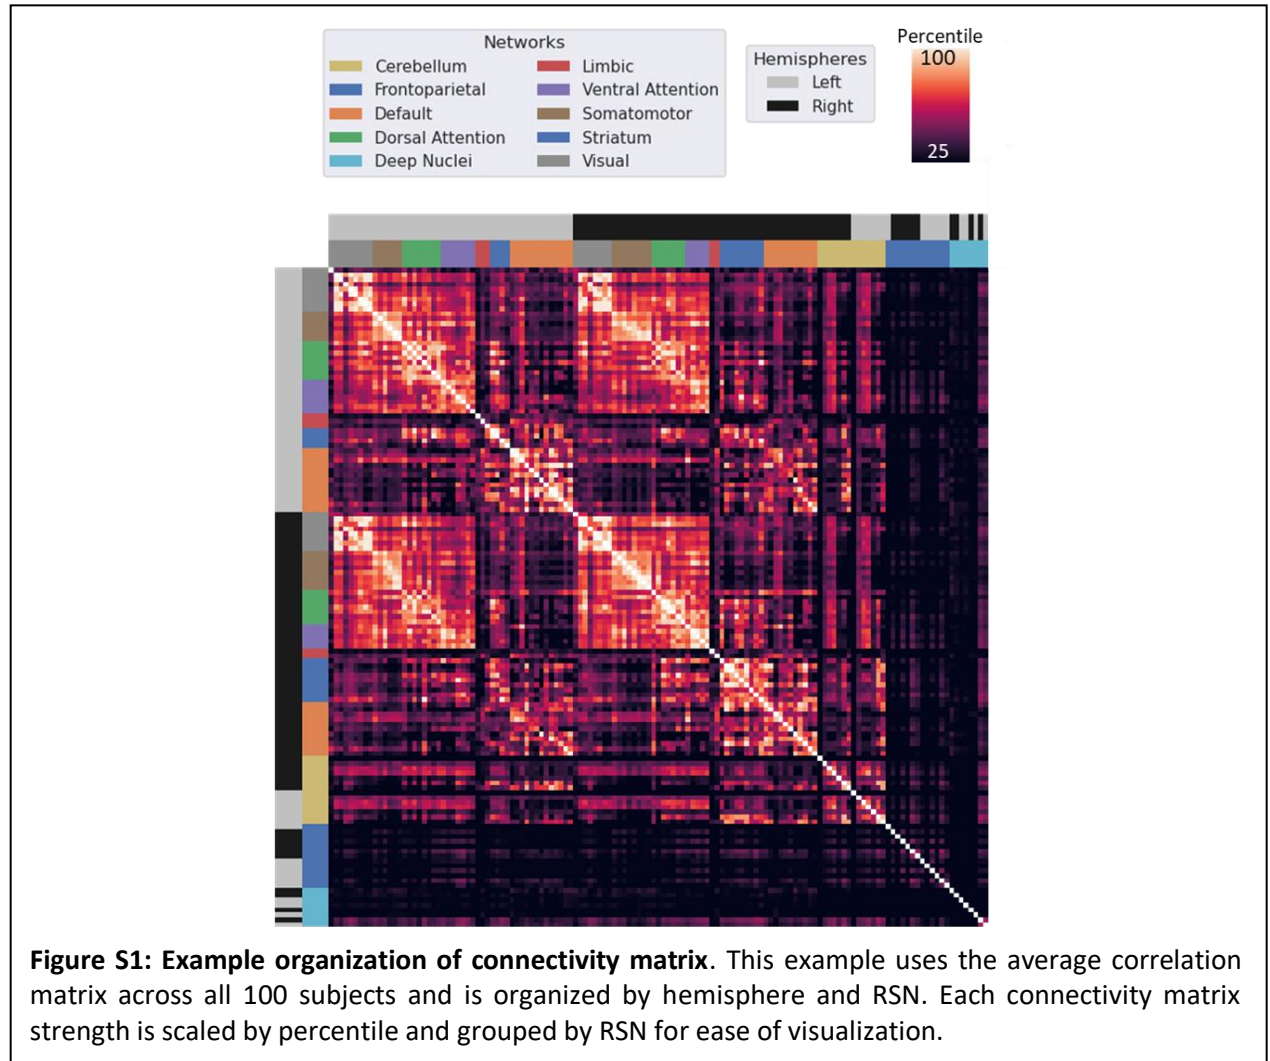 Networks
Cerebellum
Frontoparietal
Default
Dorsal Attention
Deep Nuclei
Limbic
Ventral Attention
Somatomotor
Striatum
Visual
Hemispheres
Left
Right
Percentile
100
25
Figure S1: Example organization of connectivity matrix. This example uses the average correlation
matrix across all 100 subjects and is organized by hemisphere and RSN. Each connectivity matrix
strength is scaled by percentile and grouped by RSN for ease of visualization.